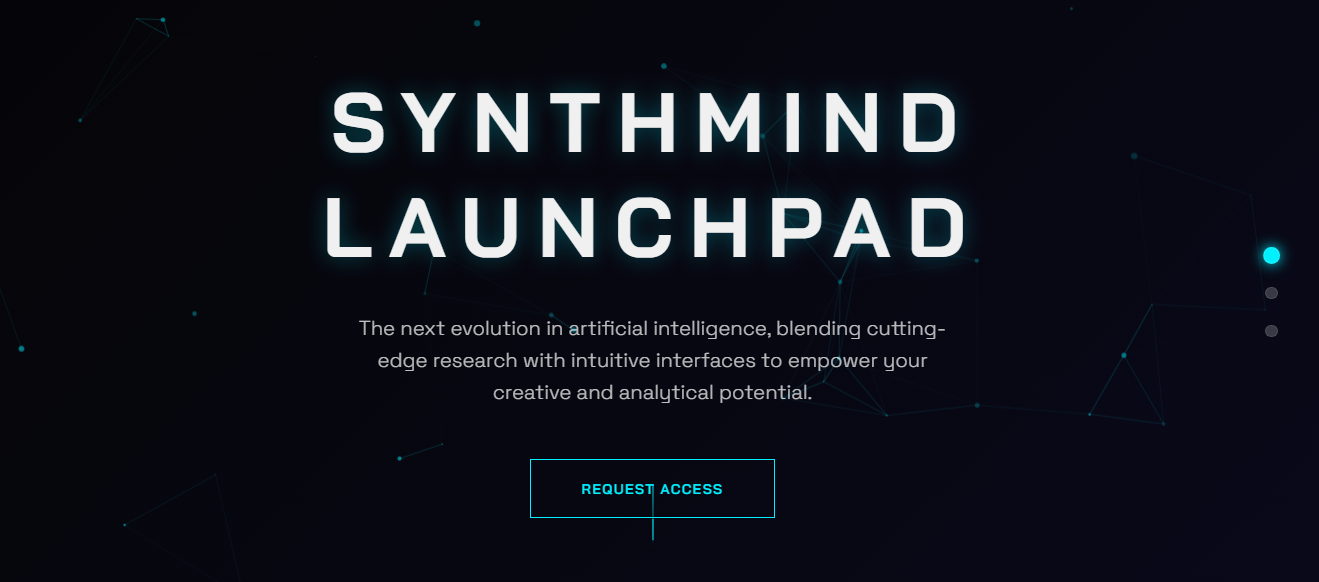 SYNTHMIND
LAUNCHPAD
The next evolution in artificial intelligence, blending cutting-
edge research with intuitive interfaces to empower your
creative and analytical potential.
REQUEST ACCESS